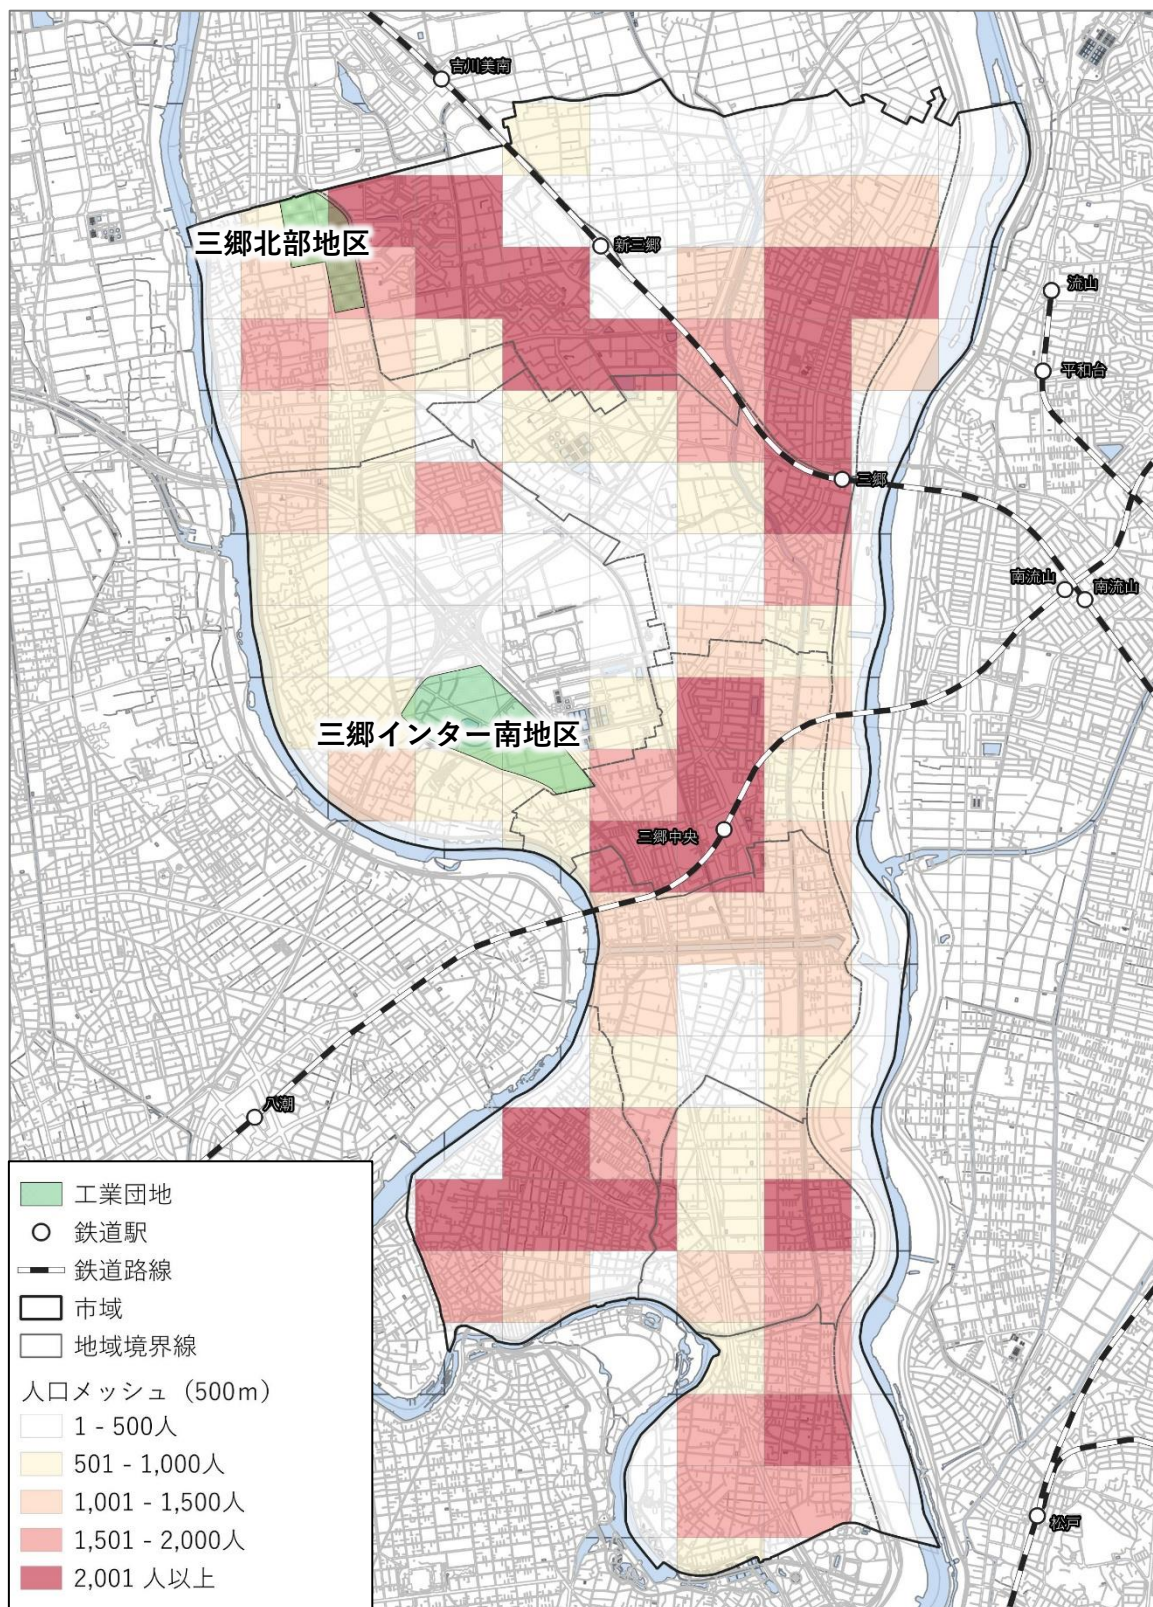 吉川美南
三郷北部地区
新三郷
流山
平和台
三郷
南流山
南流山
三郷インター南地区
三郷中央
八潮
松戸
工業団地
鉄道駅
鉄道路線
市域
地域境界線
人口メッシュ（500m）
1 - 500人
501 - 1,000人
1,001 - 1,500人
1,501 - 2,000人
2,001 人以上